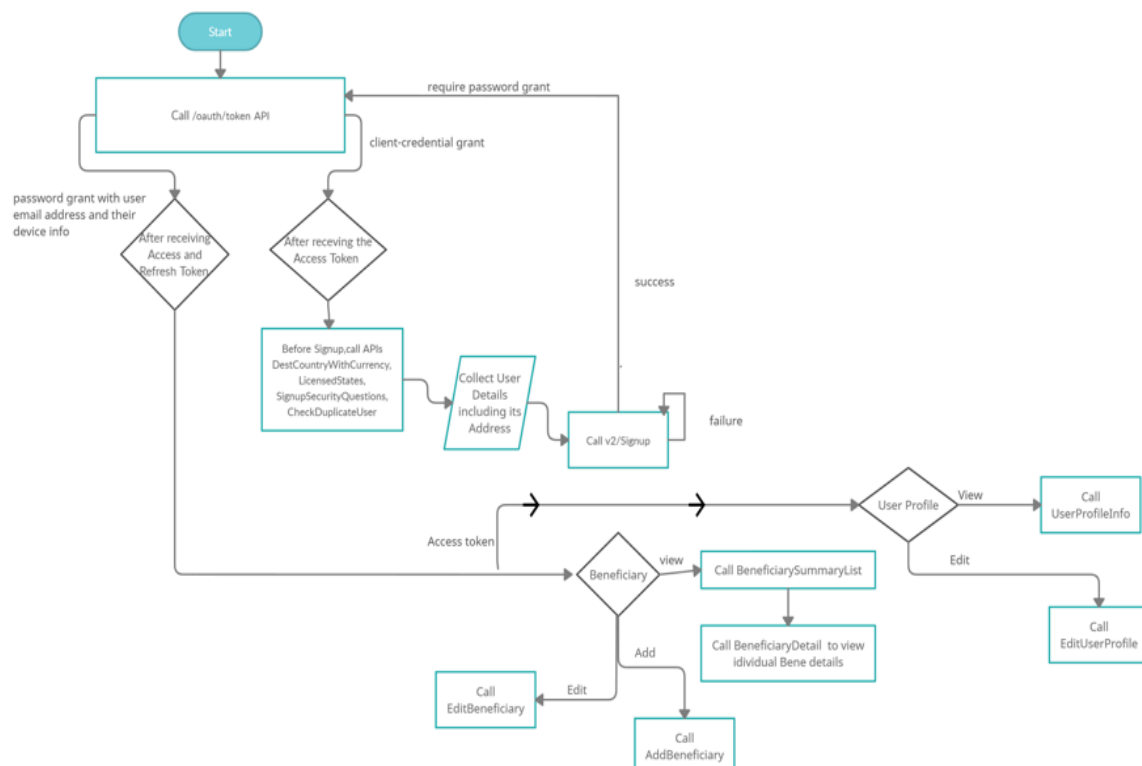 Start
Call /oauth/token API
require password grant
client-credential grant
password grant with user
email address and their
device info
After receiving
Access and
Refresh Token
After receving the
Access Token
success
Before Signup,call APIs
DestCountryWithCurrency,
LicensedStates,
SignupSecurityQuestions,
CheckDuplicateUser
Collect User
Details
including its
Address
Call v2/Signup
failure
Access token
User Profile
View
Call
UserProfileInfo
Edit
Call
EditUserProfile
Beneficiary
view
Call BeneficiarySummaryList
Call BeneficiaryDetail to view
idividual Bene details
Add
Edit
Call
EditBeneficiary
Call
AddBeneficiary